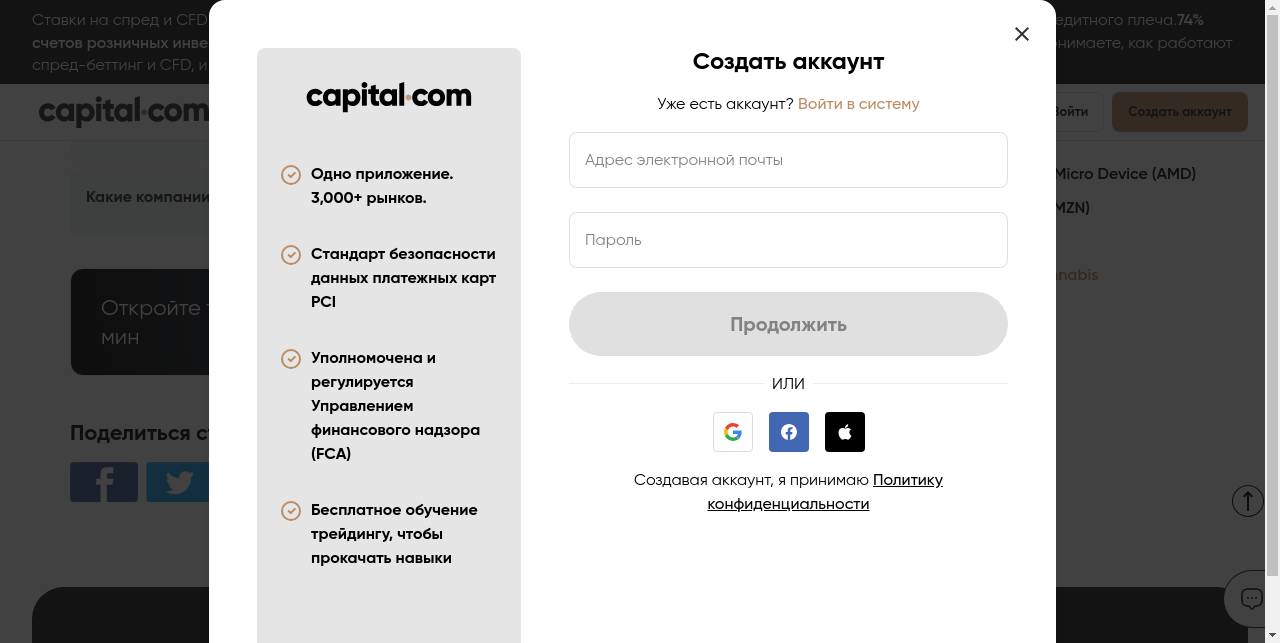 Ставки на спред и CFD
едитного плеча.74%
счетов розничных инве
онимаете, как работают
спред-беттинг и CFD, и
capital.com
Войти
Создать аккаунт
Какие компании
Micro Device (AMD)
MZN)
nnabis
Откройте
мин
Поделиться
capital.com
Одно приложение.
3,000+ рынков.
Стандарт безопасности
данных платежных карт
PCI
Уполномочена и
регулируется
Управлением
финансового надзора
(FCA)
Бесплатное обучение
трейдингу, чтобы
прокачать навыки
Создать аккаунт
Уже есть аккаунт? Войти в систему
Адрес электронной почты
Пароль
Продолжить
ИЛИ
Создавая аккаунт, я принимаю Политику
конфиденциальности